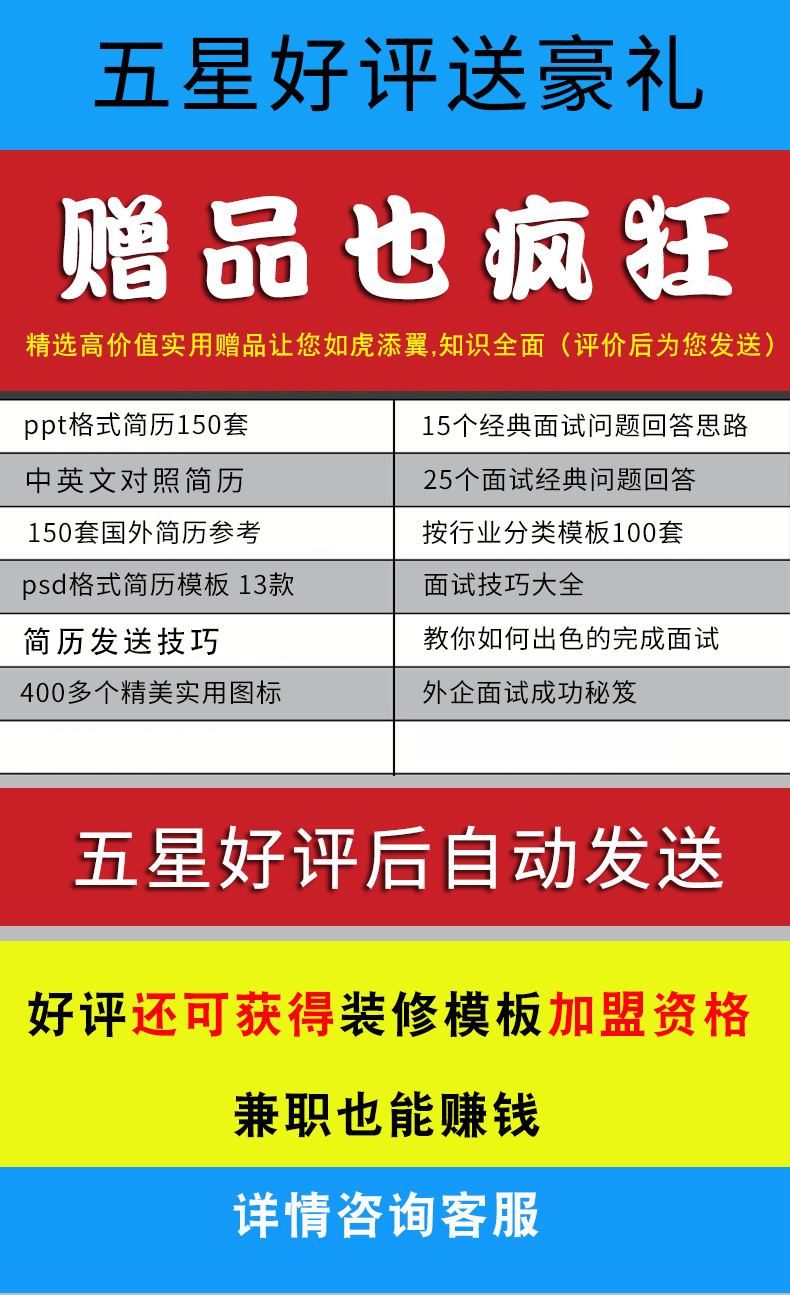 五星好评送豪礼
赠品也疯狂
精选高价值实用赠品让您如虎添翼,知识全面（评价后为您发送）
ppt格式简历150套
15个经典面试问题回答思路
中英文对照简历
25个面试经典问题回答
150套国外简历参考
按行业分类模板100套
psd格式简历模板 13款
面试技巧大全
简历发送技巧
教你如何出色的完成面试
400多个精美实用图标
外企面试成功秘笈
五星好评后自动发送
好评还可获得装修模板加盟资格
兼职也能赚钱
详情咨询客服